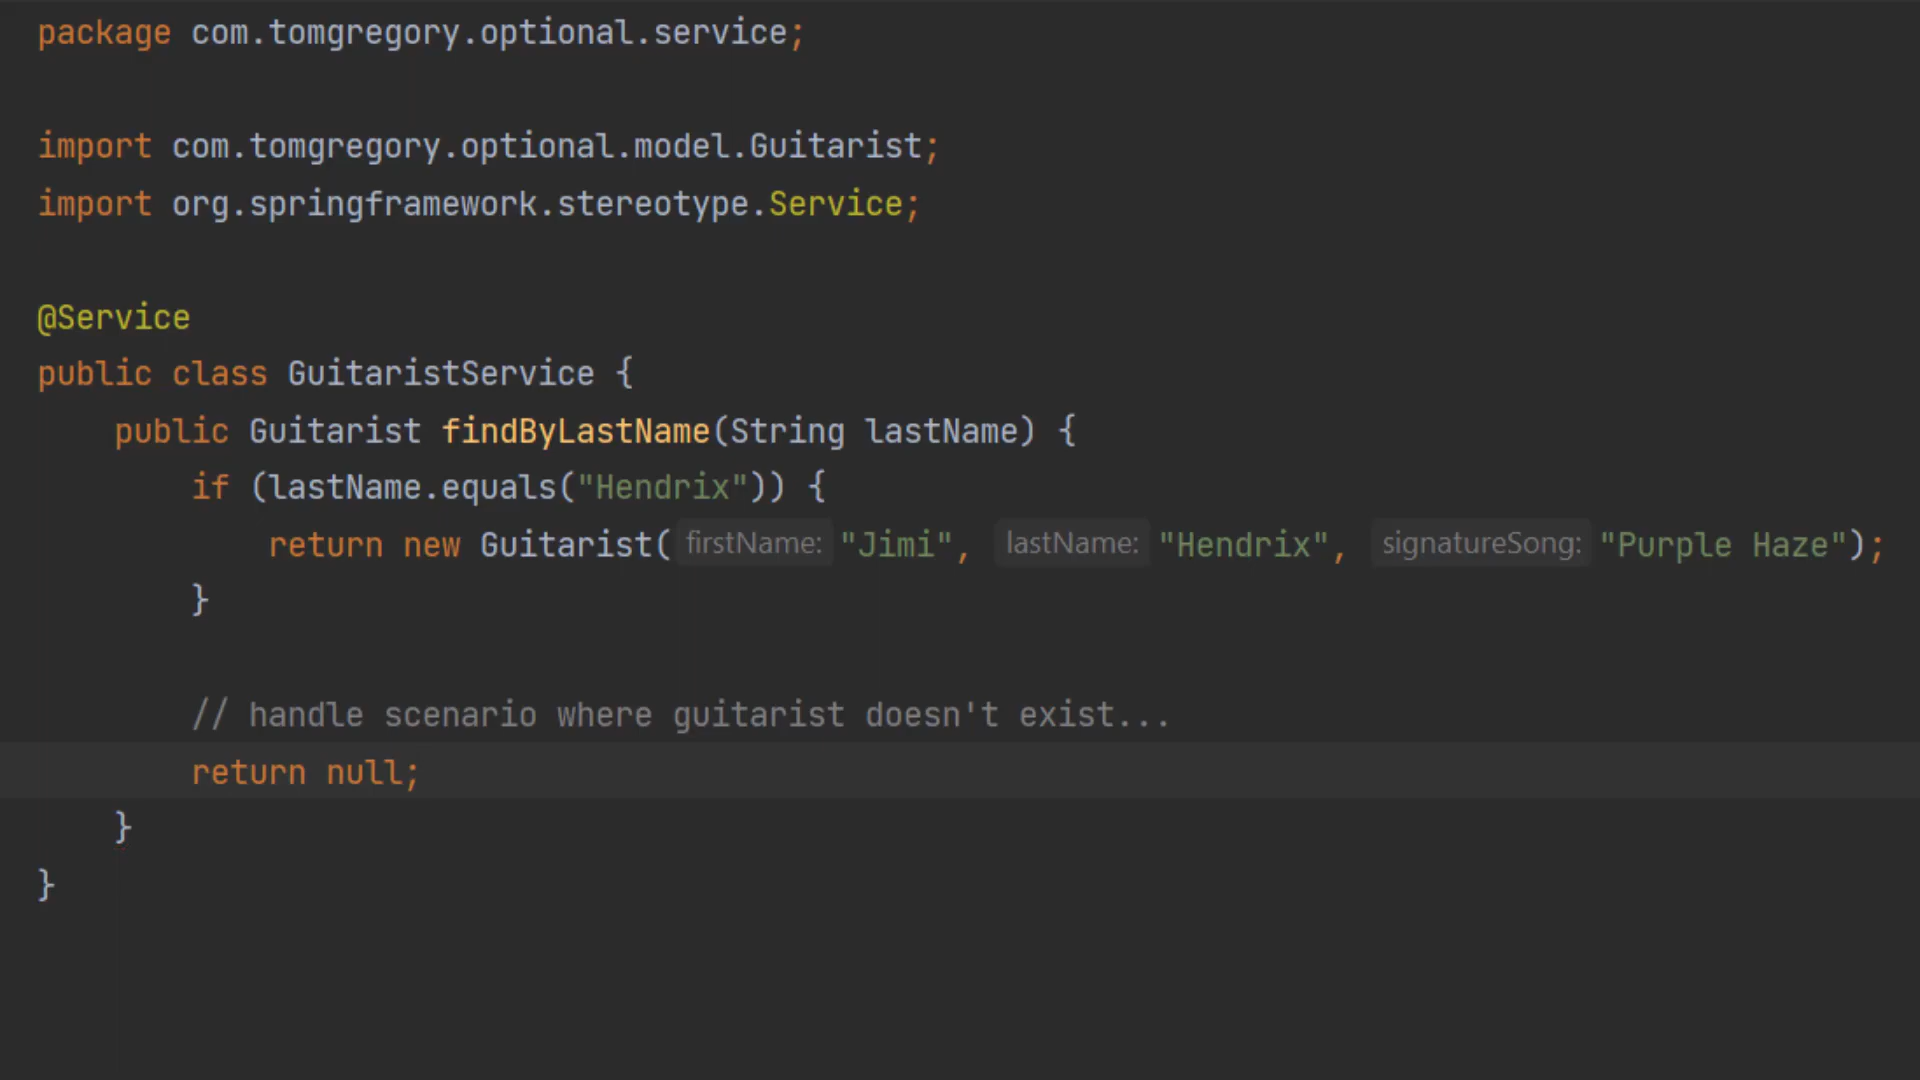 package com.tomgregory.optional.service;
import com.tomgregory.optional.model.Guitarist;
import org.springframework.stereotype.Service;
@Service
public class GuitaristService {
public Guitarist findByLastName(String lastName) {
if (lastName.equals("Hendrix")) {
return new Guitarist( firstName: "Jimi", lastName: "Hendrix", signatureSong: "Purple Haze");
}
// handle scenario where guitarist doesn't exist...
return null;
}
}